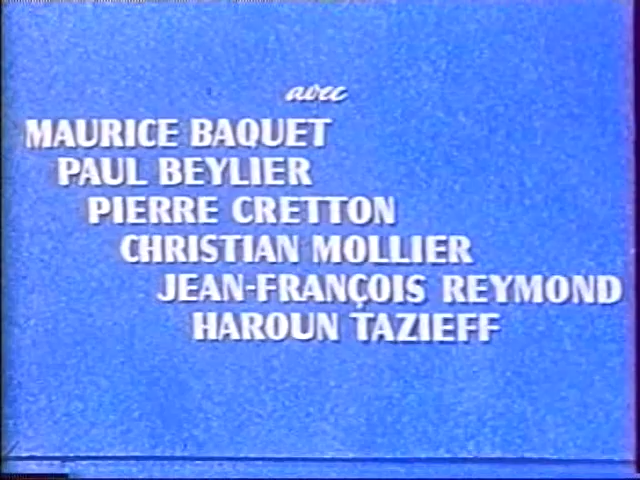 avec
MAURICE BAQUET
PAUL BEYLIER
PIERRE CRETTON
CHRISTIAN MOLLIER
JEAN-FRANÇOIS REYMOND
HAROUN TAZIEFF